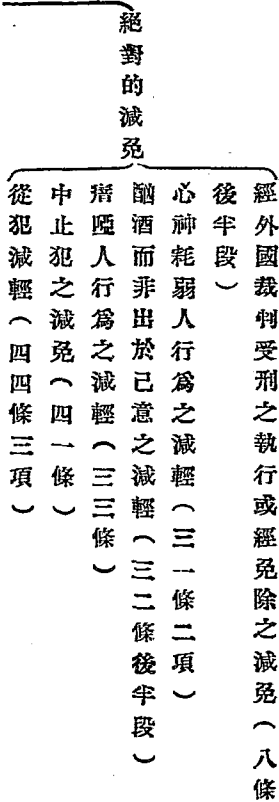 絕對的減免
經外國裁判受刑之執行或經免除之減免（八條
後半段）
心神耗弱人行爲之減輕（三一條二項）
酗酒而非出於己意之減輕（三二條後半段）
瘖啞人行爲之減輕（三三條）
中止犯之減免（四一條）
從犯減輕（四四條三項）